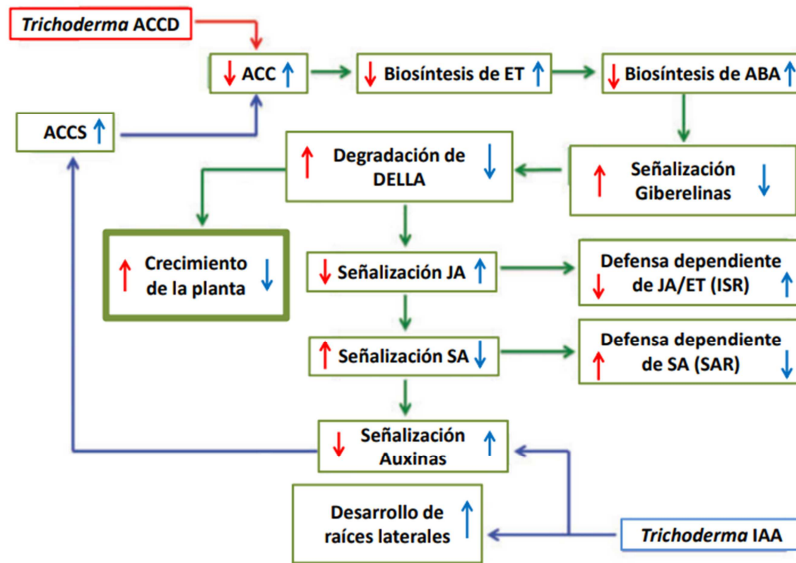 Trichoderma ACCD
ACC
Biosíntesis de ET
Biosíntesis de ABA
ACCS
Degradación de
DELLA
Señalización
Giberelinas
Crecimiento
de la planta
Señalización JA
Defensa dependiente
de JA/ET (ISR)
Señalización SA
Defensa dependiente
de SA (SAR)
Señalización
Auxinas
Desarrollo de
raíces laterales
Trichoderma IAA